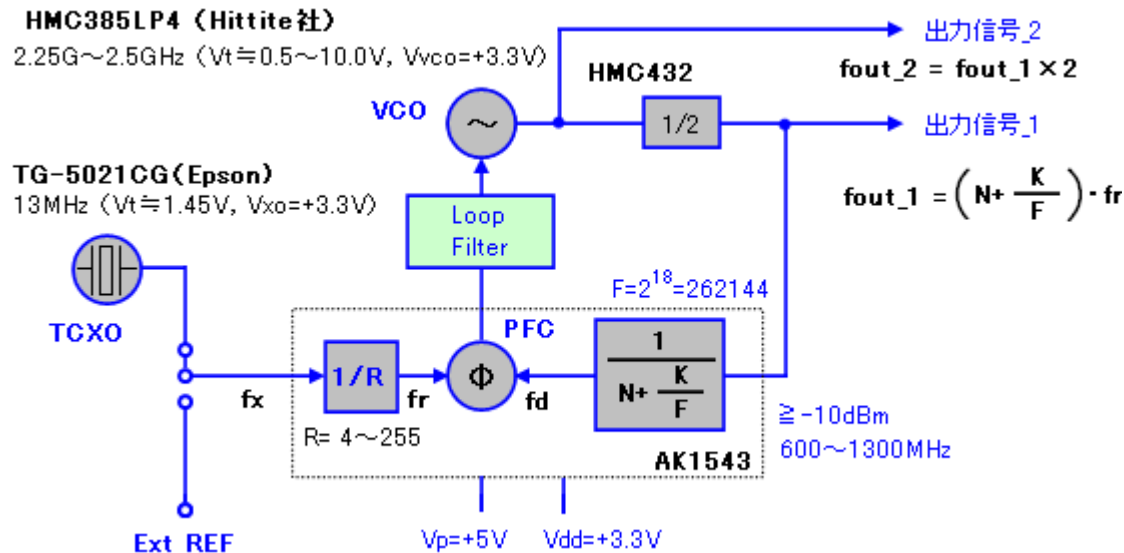 HMC385LP4 (Hittite社)
2.25G～2.5GHz (Vt≒0.5～10.0V, Vvco=+3.3V)
出力信号_2
fout_2 = fout_1×2
HMC432
VCO
～
1/2
出力信号_1
TG-5021CG(Epson)
13MHz (Vt≒1.45V, Vxo=+3.3V)
fout_1 = (N+ K/F)・fr
Loop
Filter
F=2^18=262144
TCXO
PFC
1/R
Φ
1/(N+ K/F)
fx
fr
fd
R= 4～255
≧-10dBm
600～1300MHz
AK1543
Ext REF
Vp=+5V
Vdd=+3.3V